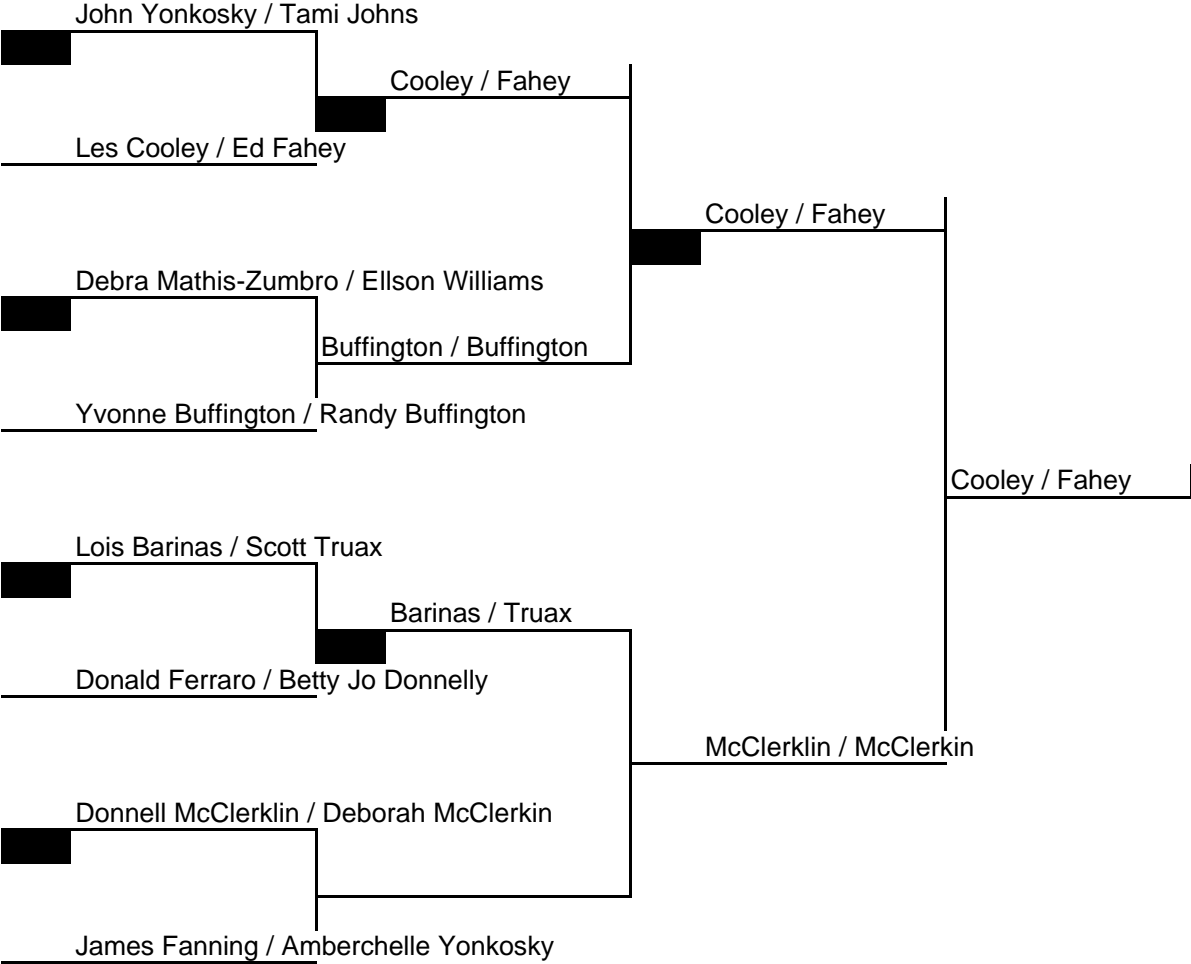 John Yonkosky / Tami Johns
Cooley / Fahey
Les Cooley / Ed Fahey
Cooley / Fahey
Debra Mathis-Zumbro / Ellson Williams
Buffington / Buffington
Yvonne Buffington / Randy Buffington
Cooley / Fahey
Lois Barinas / Scott Truax
Barinas / Truax
Donald Ferraro / Betty Jo Donnelly
McClerklin / McClerkin
Donnell McClerklin / Deborah McClerkin
James Fanning / Amberchelle Yonkosky